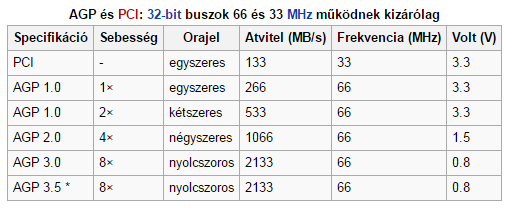 AGP és PCI: 32-bit buszok 66 és 33 MHz működnek kizárólag
Specifikáció Sebesség Orajel Atvitel (MB/s) Frekvencia (MHz) Volt (V)
PCI - egyszeres 133 33 3.3
AGP 1.0 1× egyszeres 266 66 3.3
AGP 1.0 2× kétszeres 533 66 3.3
AGP 2.0 4× négyszeres 1066 66 1.5
AGP 3.0 8× nyolcszoros 2133 66 0.8
AGP 3.5 * 8× nyolcszoros 2133 66 0.8